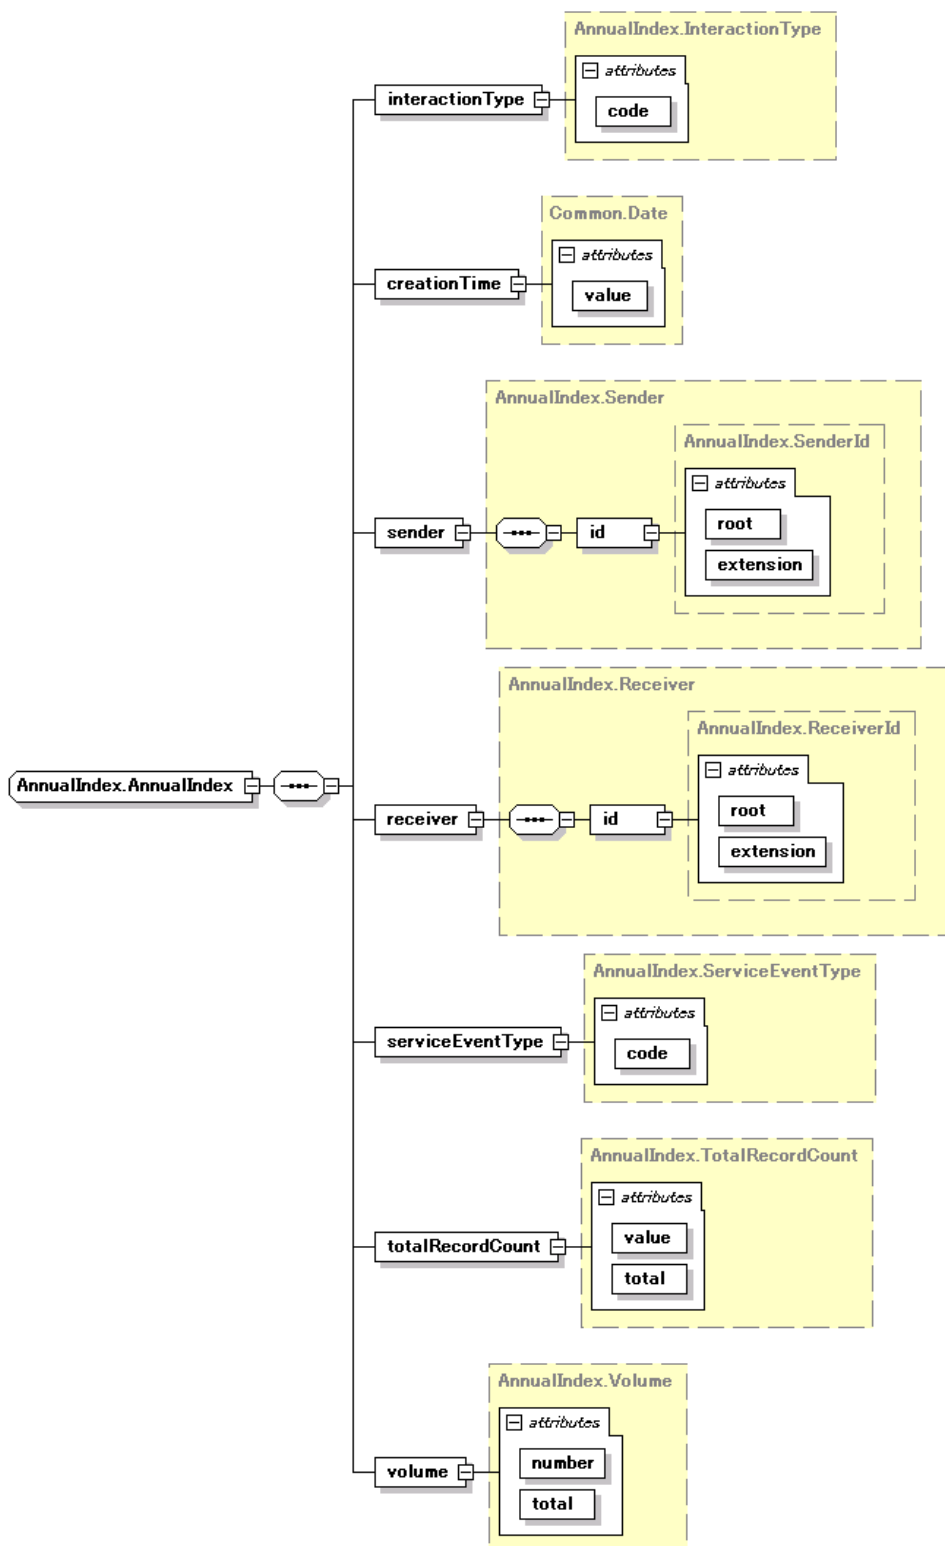 AnnualIndex.InteractionType
attributes
interactionType
code
Common.Date
attributes
creationTime
value
AnnualIndex.Sender
AnnualIndex.SenderId
attributes
root
sender
id
extension
AnnualIndex.Receiver
AnnualIndex.ReceiverId
attributes
AnnualIndex.AnnualIndex
root
receiver
id
extension
AnnualIndex.ServiceEventType
attributes
serviceEventType
code
AnnualIndex.TotalRecordCount
attributes
value
totalRecordCount
total
AnnualIndex.Volume
attributes
number
volume
total